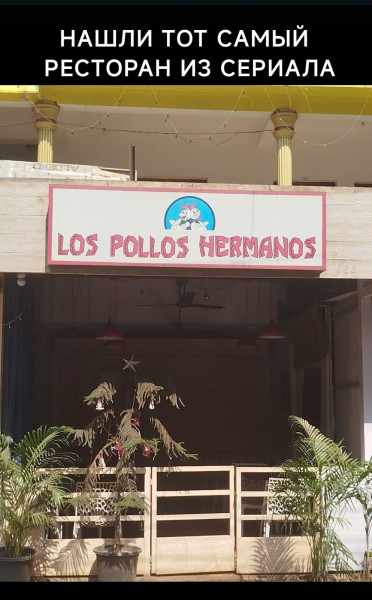 НАШЛИ ТОТ САМЫЙ
РЕСТОРАН ИЗ СЕРИАЛА
LOS POLLOS HERMANOS